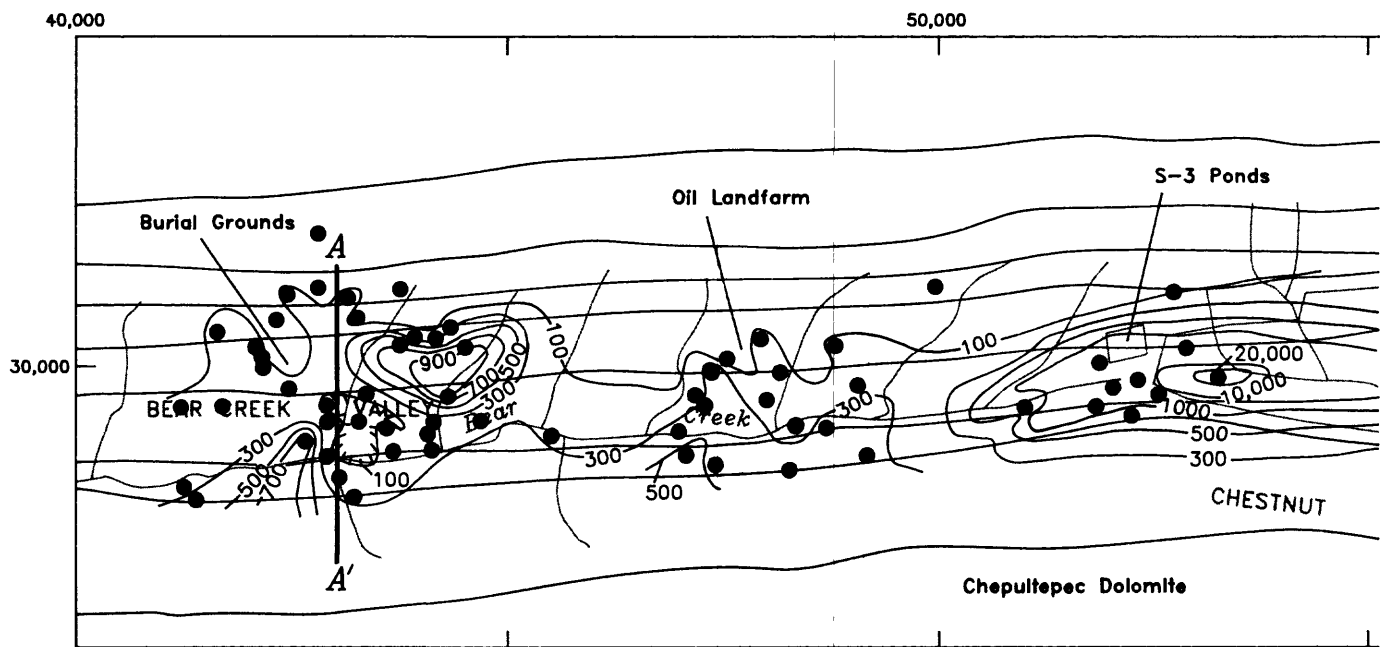 40,000
50,000
S-3 Ponds
Oil Landfarm
Burial Grounds
A
100
100
30,000
900
500
700
300
20,000
10,000
BEAR CREEK VALLEY
Bear
Creek
300
1000
500
300
300
300
500
700
100
500
CHESTNUT
A'
Chepultepec Dolomite